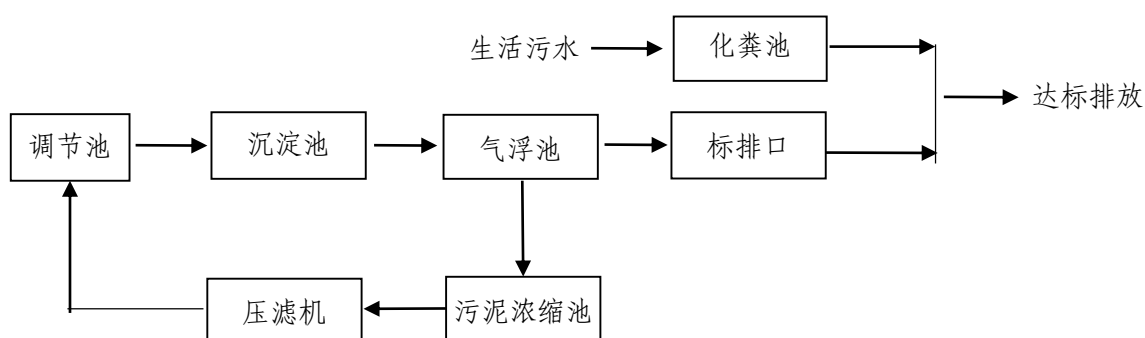 生活污水
化粪池
达标排放
调节池
沉淀池
气浮池
标排口
压滤机
污泥浓缩池